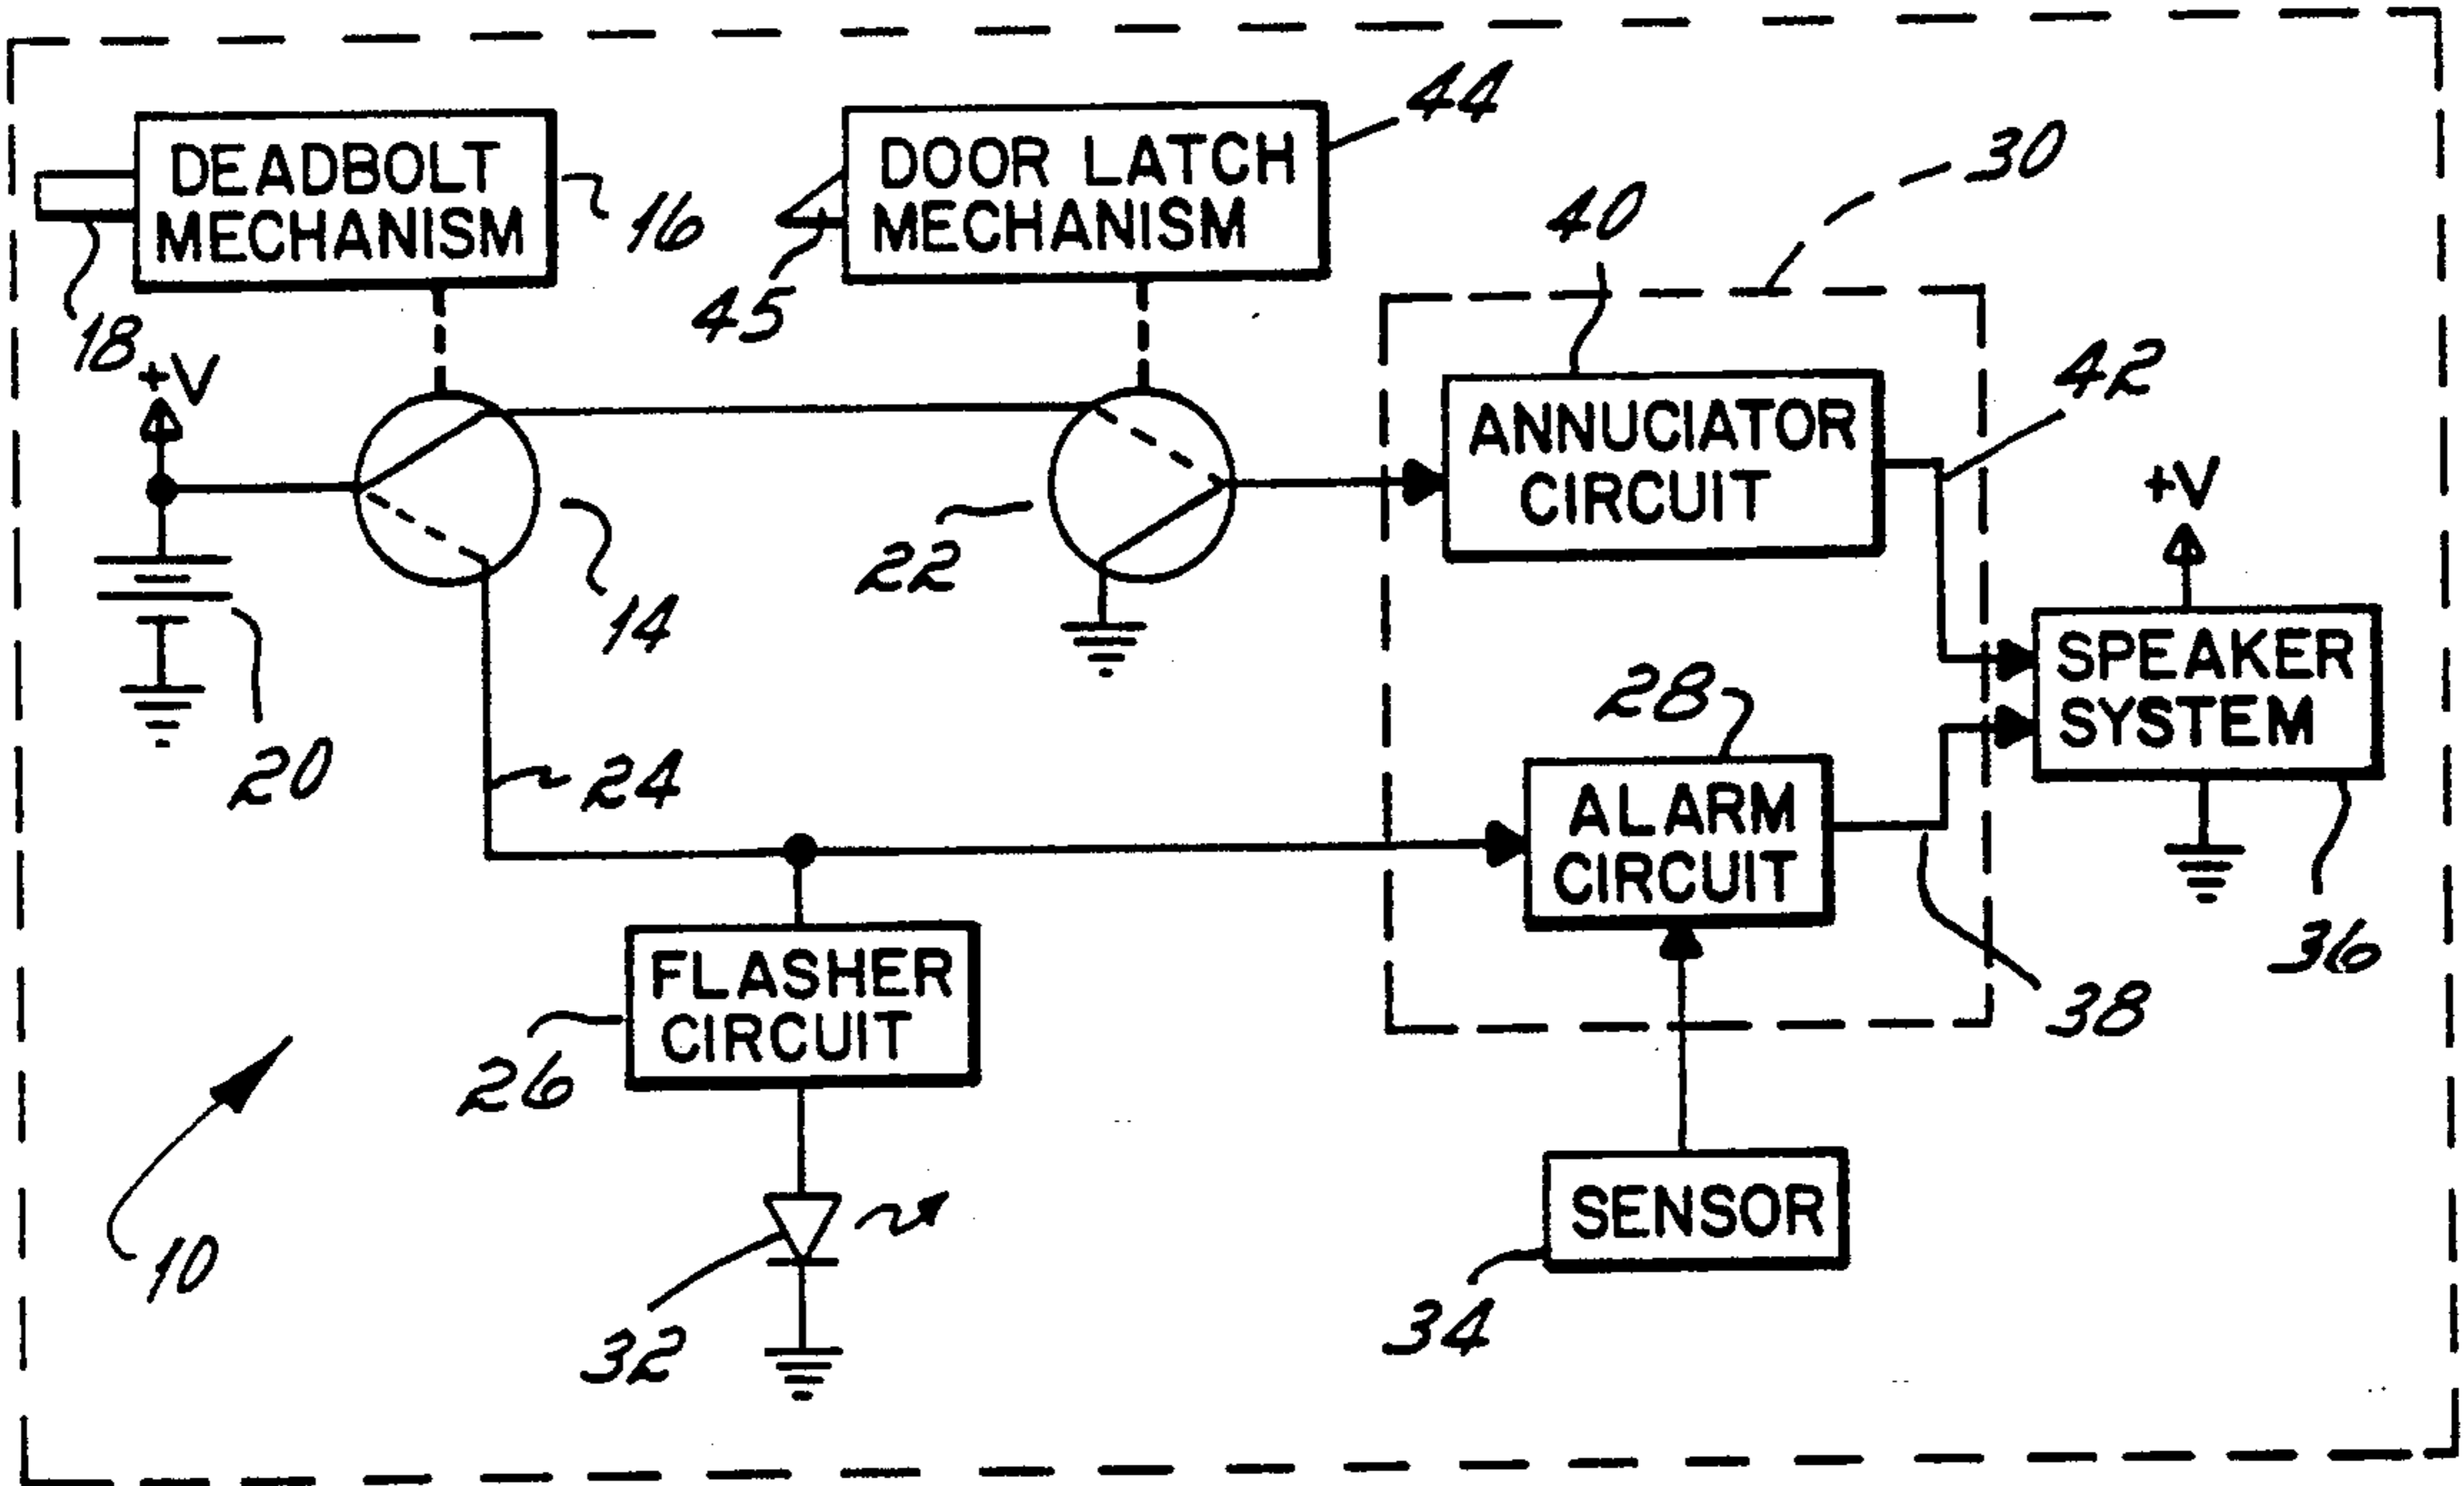 DEADBOLT
MECHANISM
16
18
DOOR LATCH
MECHANISM
44
45
30
40
+V
14
20
22
ANNUCIATOR
CIRCUIT
42
+V
SPEAKER
SYSTEM
36
24
28
ALARM
CIRCUIT
38
FLASHER
CIRCUIT
26
32
SENSOR
34
10